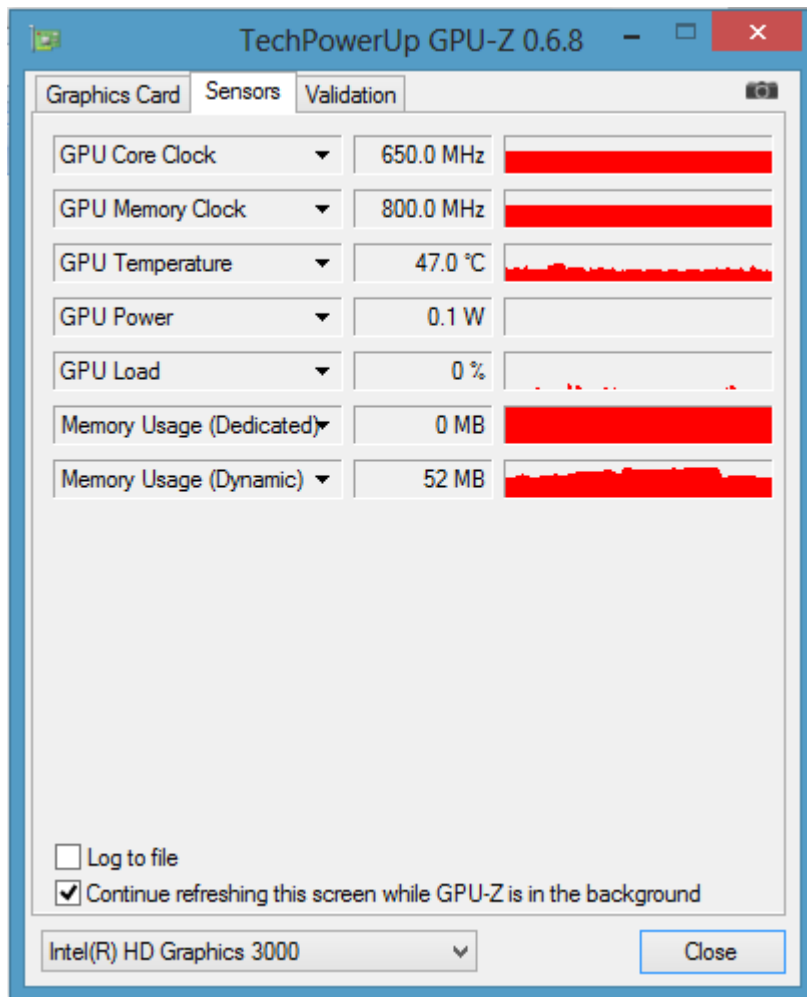 TechPowerUp GPU-Z 0.6.8
Graphics Card Sensors Validation
GPU Core Clock 650.0 MHz
GPU Memory Clock 800.0 MHz
GPU Temperature 47.0 °C
GPU Power 0.1 W
GPU Load 0 %
Memory Usage (Dedicated) 0 MB
Memory Usage (Dynamic) 52 MB
Log to file
Continue refreshing this screen while GPU-Z is in the background
Intel(R) HD Graphics 3000 Close